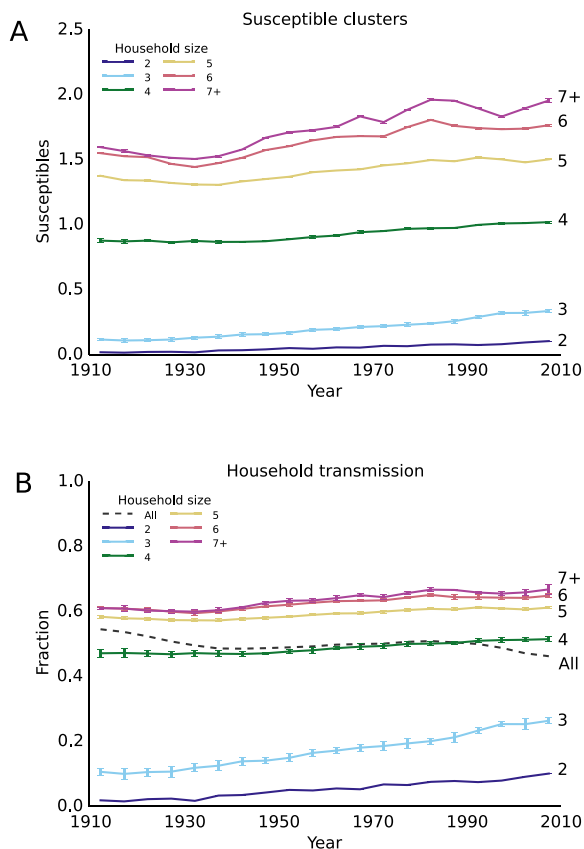 A
Susceptible clusters
Household size
2 5
3 6
4 7+
2.5
2.0
1.5
1.0
0.5
0.0
Susceptibles
7+
6
5
4
3
2
1910 1930 1950 1970 1990 2010
Year
B
Household transmission
Household size
All 5
2 6
3 7+
4
1.0
0.8
0.6
0.4
0.2
0.0
Fraction
7+
6
5
4
All
3
2
1910 1930 1950 1970 1990 2010
Year